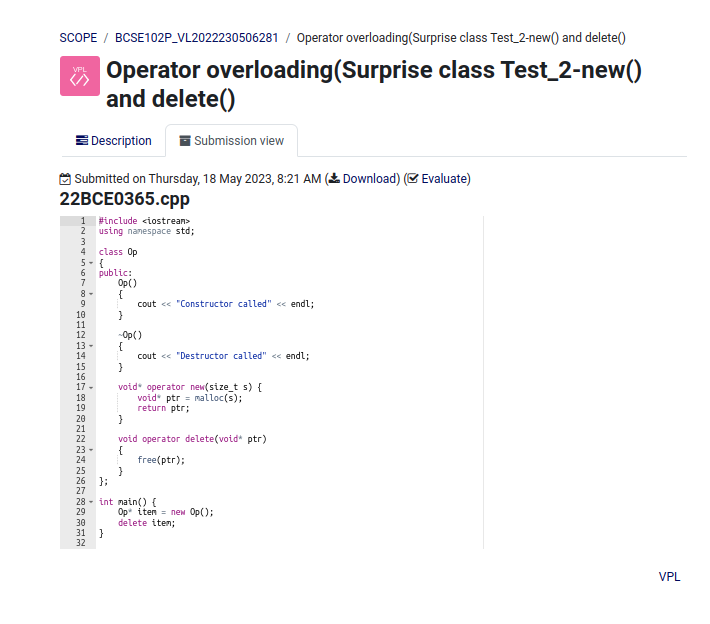 SCOPE / BCSE102P_VL2022230506281 / Operator overloading(Surprise class Test_2-new() and delete()
VPL
Operator overloading(Surprise class Test_2-new()
and delete()
Description
Submission view
Submitted on Thursday, 18 May 2023, 8:21 AM (Download) (Evaluate)
22BCE0365.cpp
1 #include <iostream>
2 using namespace std;
3
4 class Op
5 {
6 public:
7 Op()
8 {
9 cout << "Constructor called" << endl;
10 }
11
12 ~Op()
13 {
14 cout << "Destructor called" << endl;
15 }
16
17 void* operator new(size_t s) {
18 void* ptr = malloc(s);
19 return ptr;
20 }
21
22 void operator delete(void* ptr)
23 {
24 free(ptr);
25 }
26 };
27
28 int main() {
29 Op* item = new Op();
30 delete item;
31 }
32
VPL